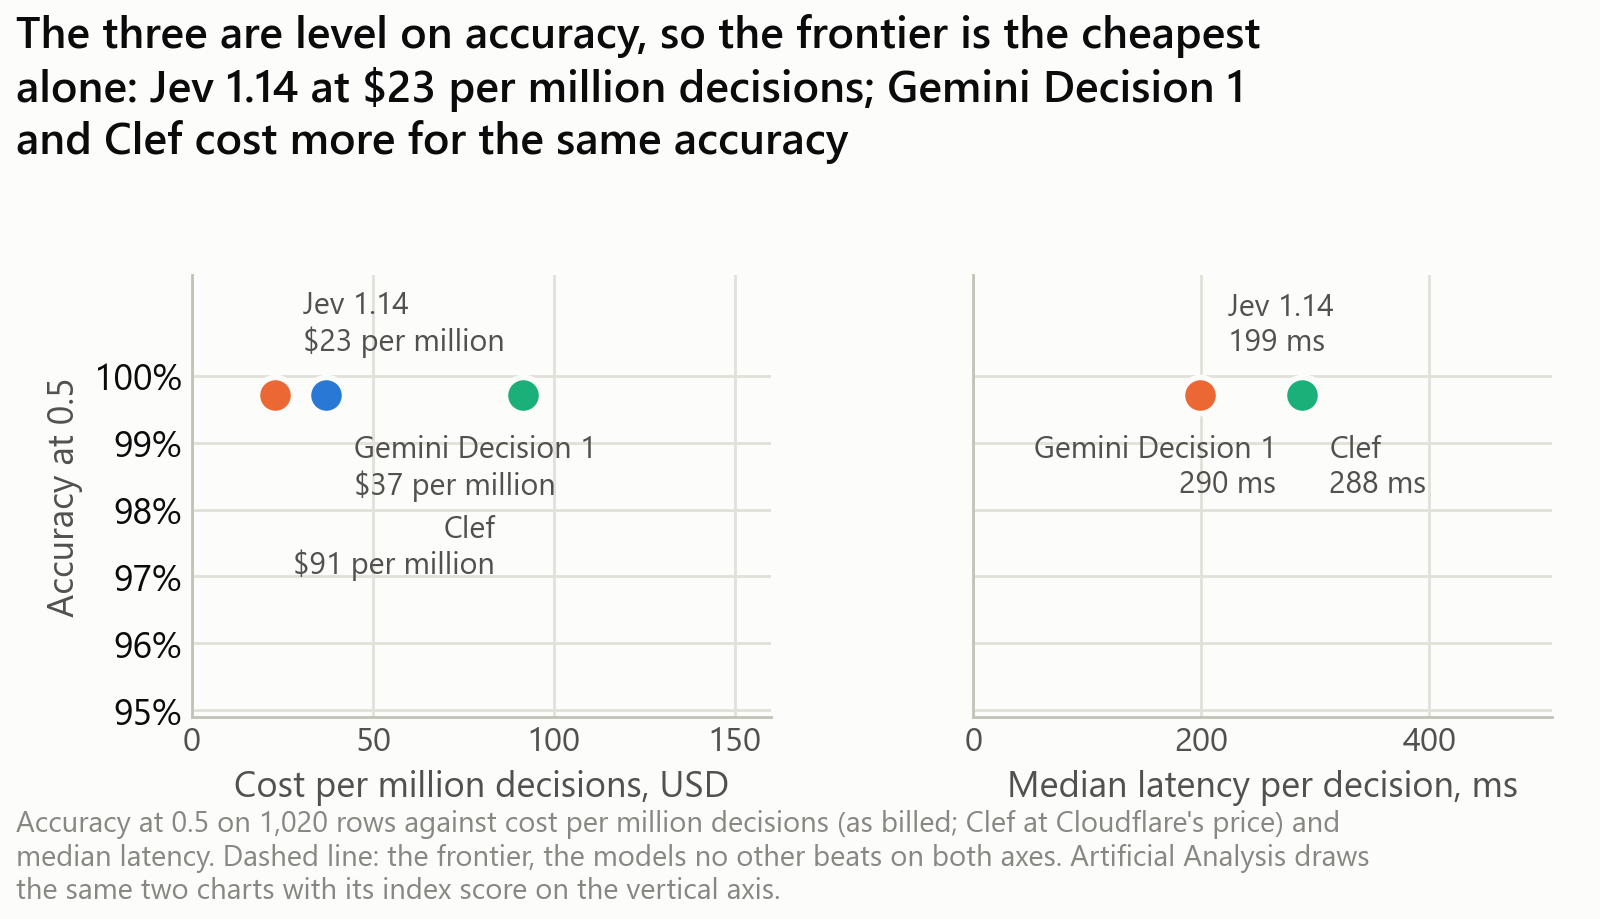 The three are level on accuracy, so the frontier is the cheapest
alone: Jev 1.14 at $23 per million decisions; Gemini Decision 1
and Clef cost more for the same accuracy
Jev 1.14
$23 per million
Gemini Decision 1
$37 per million
Clef
$91 per million
100%
99%
98%
97%
96%
95%
Accuracy at 0.5
0
50
100
150
Cost per million decisions, USD
Jev 1.14
199 ms
Gemini Decision 1
290 ms
Clef
288 ms
0
200
400
Median latency per decision, ms
Accuracy at 0.5 on 1,020 rows against cost per million decisions (as billed; Clef at Cloudflare's price) and
median latency. Dashed line: the frontier, the models no other beats on both axes. Artificial Analysis draws
the same two charts with its index score on the vertical axis.